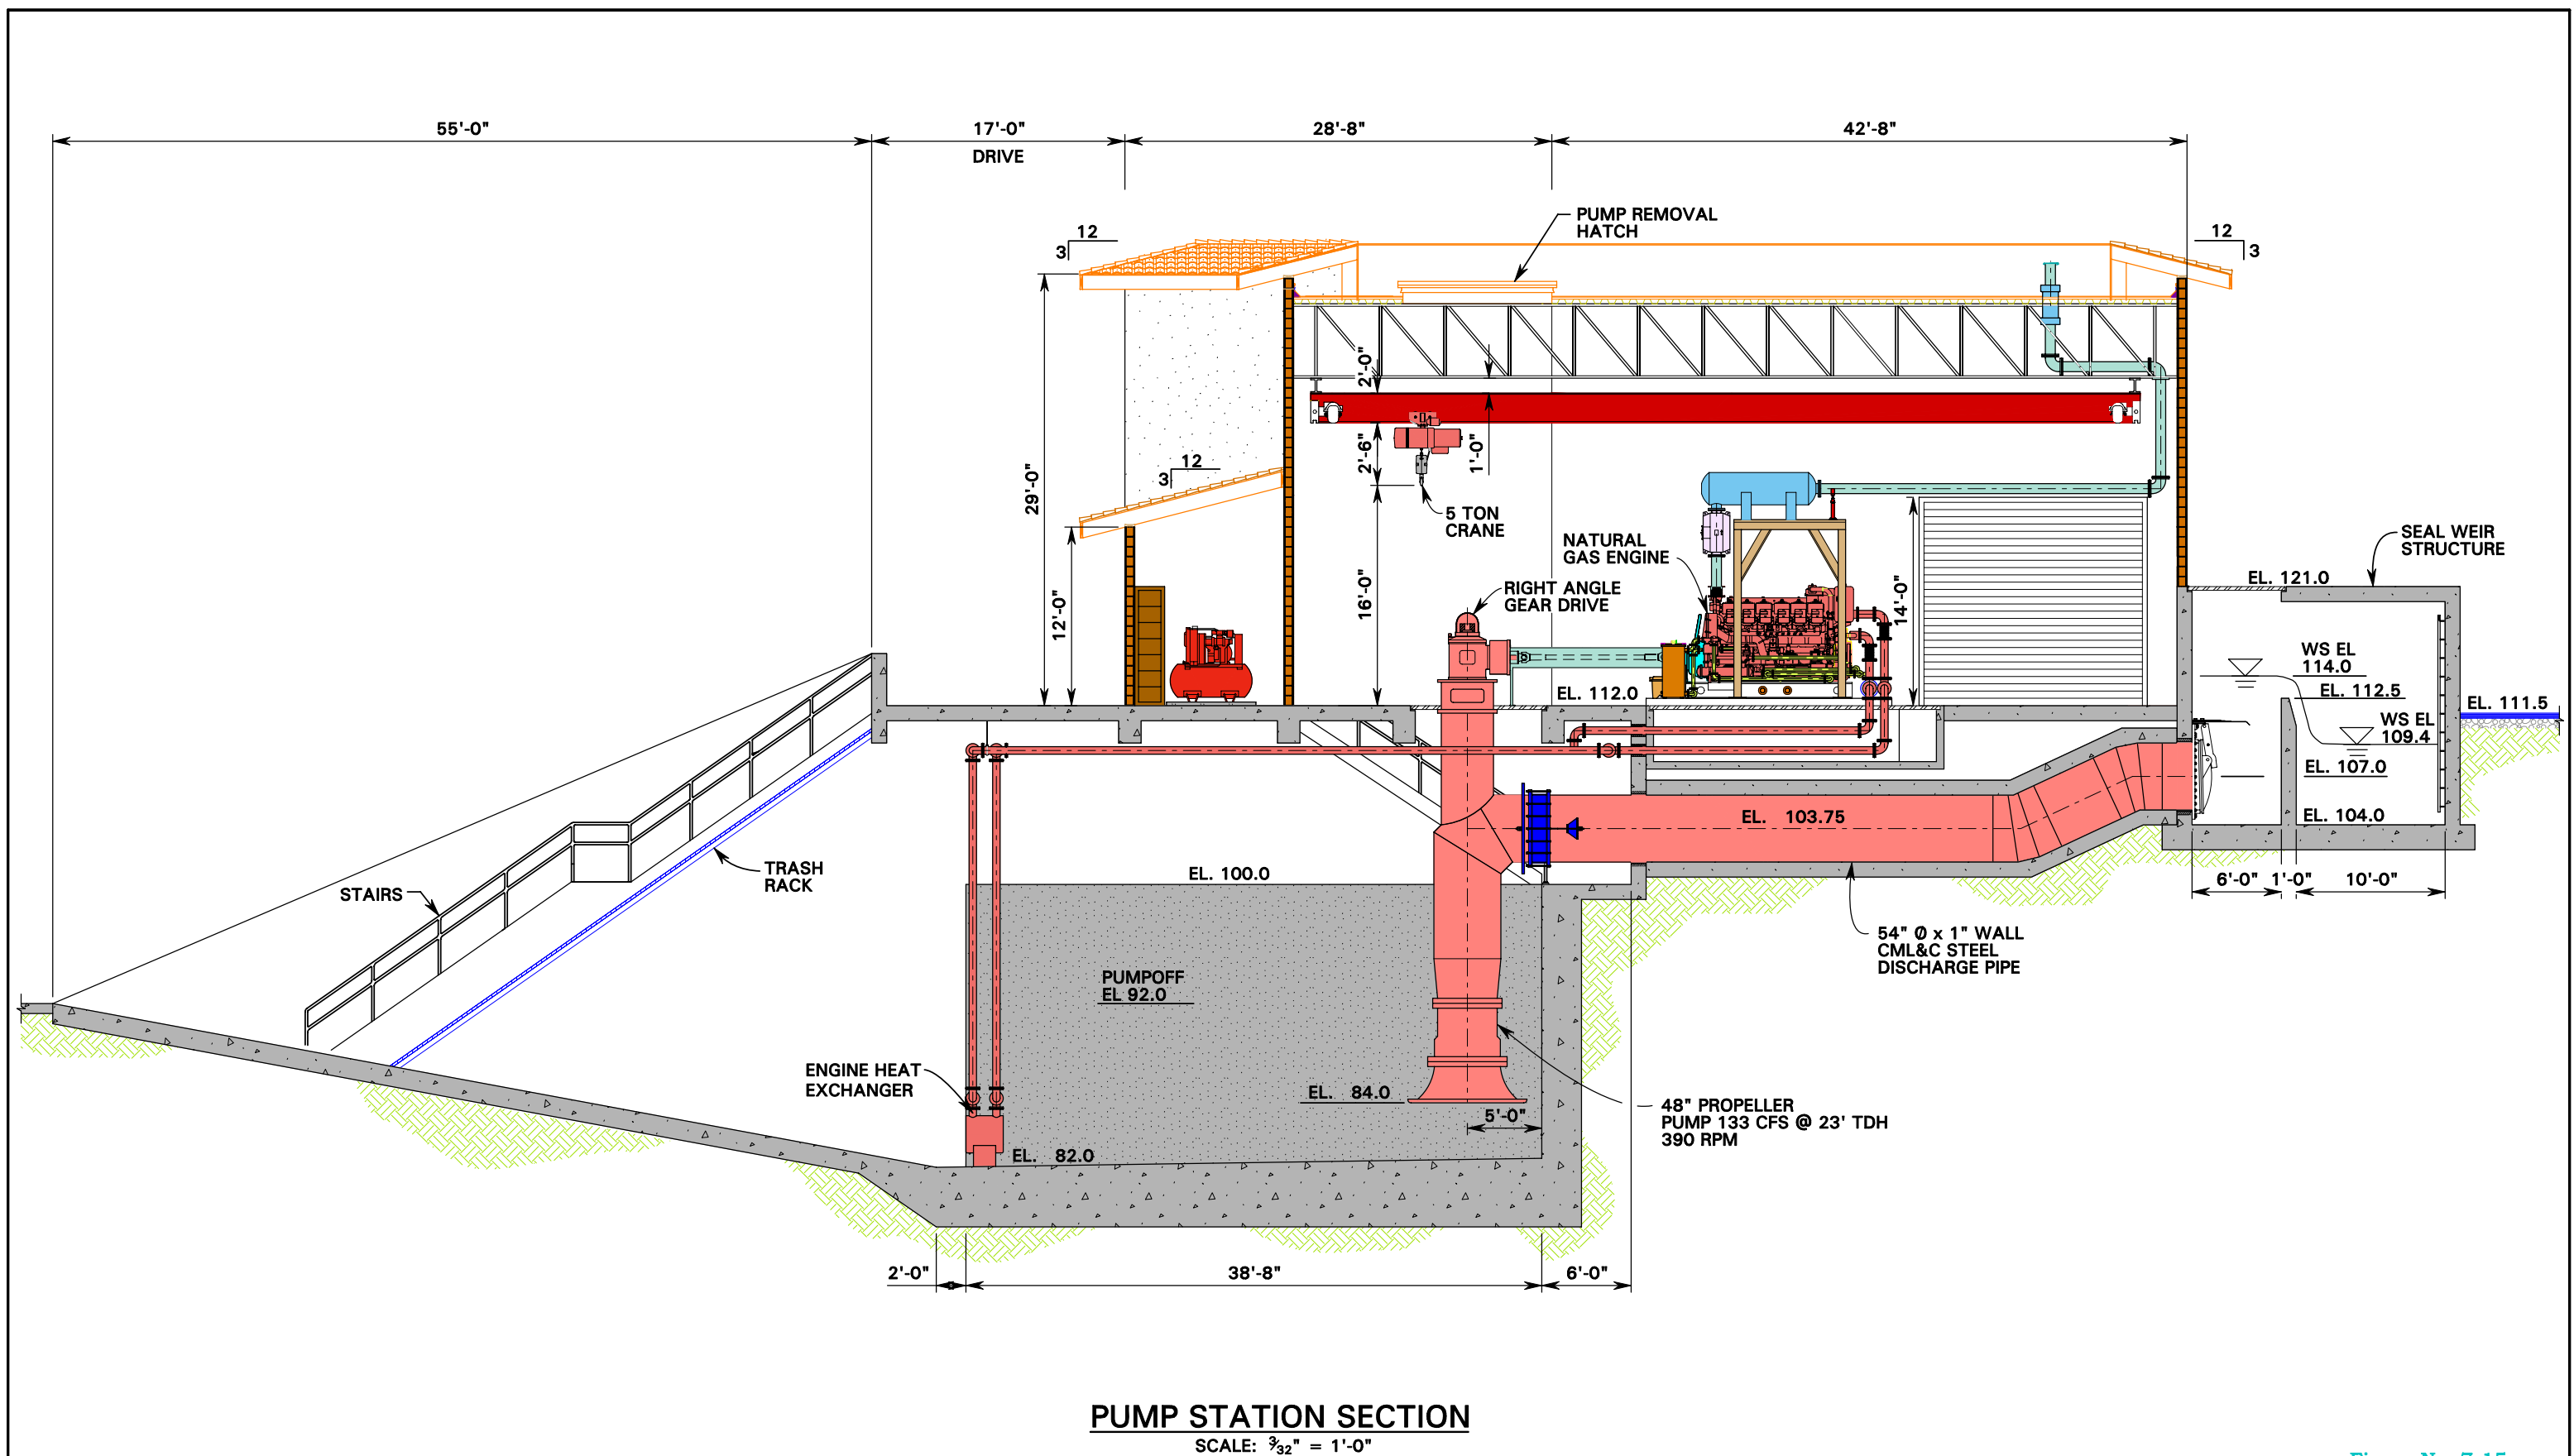 55'-0"
17'-0"
DRIVE
28'-8"
42'-8"
PUMP REMOVAL
HATCH
12
3
12
3
29'-0"
2'-0"
2'-6"
1'-0"
12
3
5 TON
CRANE
NATURAL
GAS ENGINE
RIGHT ANGLE
GEAR DRIVE
16'-0"
14'-0"
12'-0"
SEAL WEIR
STRUCTURE
EL. 121.0
WS EL
114.0
EL. 112.5
EL. 111.5
WS EL
109.4
EL. 107.0
EL. 104.0
EL. 112.0
EL. 103.75
6'-0"
1'-0"
10'-0"
STAIRS
TRASH
RACK
EL. 100.0
54" Ø x 1" WALL
CML&C STEEL
DISCHARGE PIPE
PUMPOFF
EL 92.0
ENGINE HEAT
EXCHANGER
EL. 84.0
5'-0"
48" PROPELLER
PUMP 133 CFS @ 23' TDH
390 RPM
EL. 82.0
2'-0"
38'-8"
6'-0"
PUMP STATION SECTION
SCALE: 3/32" = 1'-0"